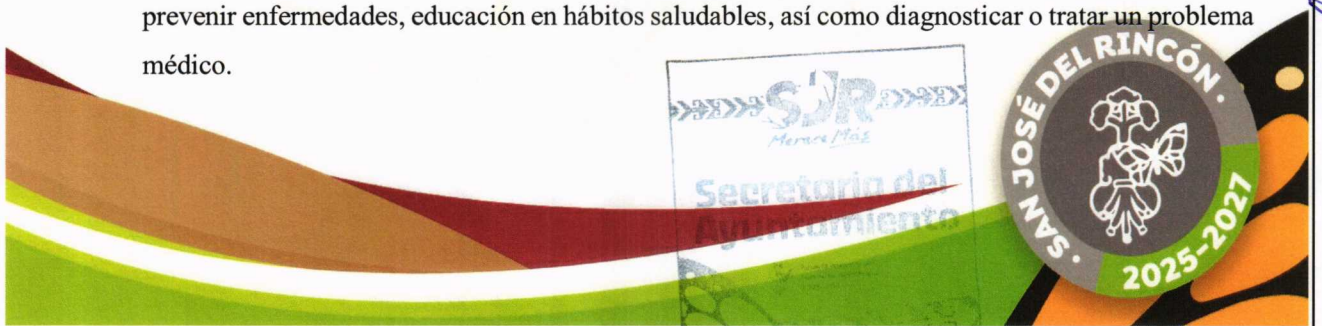 prevenir enfermedades, educación en hábitos saludables, así como diagnosticar o tratar un problema
médico.
SJR
Merece Más
Secretaría del
Ayuntamiento
SAN JOSÉ DEL RINCÓN
2025-2027